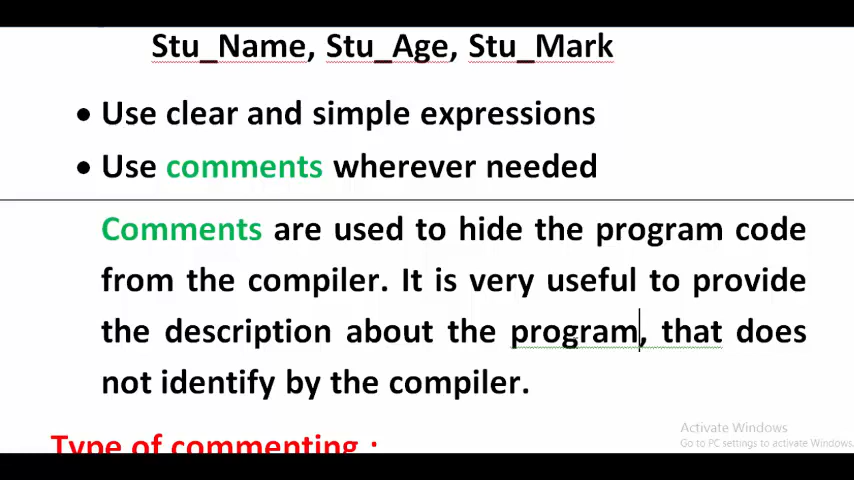 Stu_Name, Stu_Age, Stu_Mark
• Use clear and simple expressions
• Use comments wherever needed
Comments are used to hide the program code
from the compiler. It is very useful to provide
the description about the program, that does
not identify by the compiler.
Type of commenting :
Activate Windows
Go to PC settings to activate Windows.